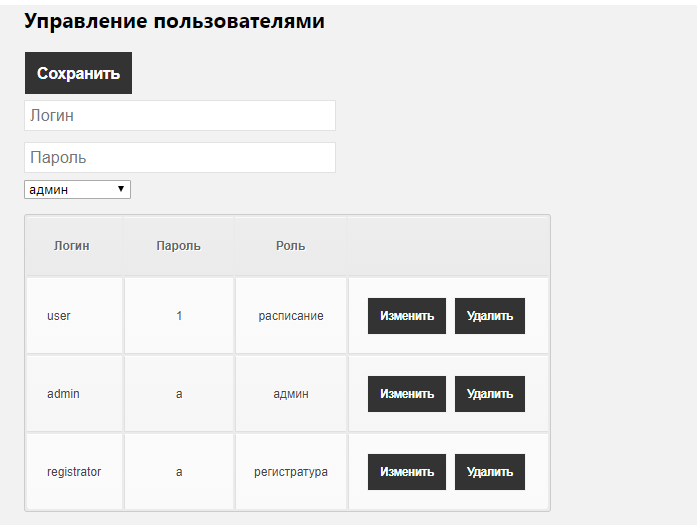 Управление пользователями
Сохранить
Логин
Пароль
админ
Логин Пароль Роль
user 1 расписание Изменить Удалить
admin a админ Изменить Удалить
registrator a регистратура Изменить Удалить